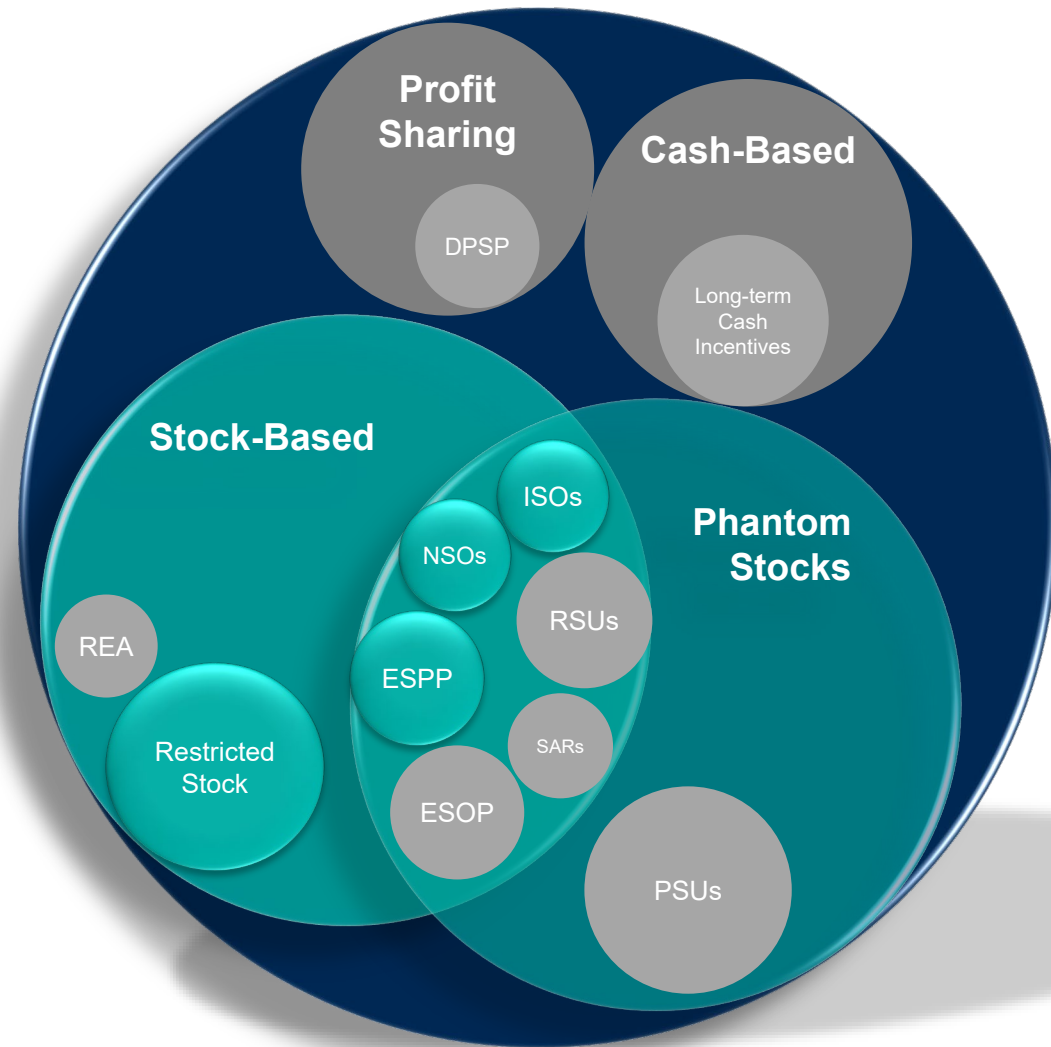 Profit
Sharing
DPSP
Cash-Based
Long-term
Cash
Incentives
Stock-Based
ISOs
NSOs
Phantom
Stocks
RSUs
REA
ESPP
Restricted
Stock
SARs
ESOP
PSUs